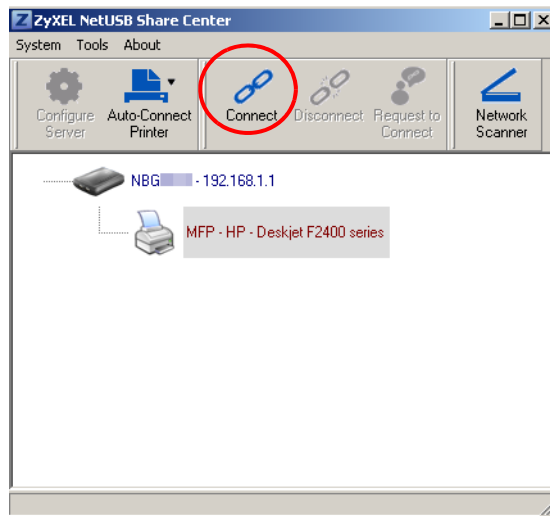 ZyXEL NetUSB Share Center
System Tools About
Configure Server
Auto-Connect Printer
Connect
Disconnect
Request to Connect
Network Scanner
NBG - 192.168.1.1
MFP - HP - Deskjet F2400 series